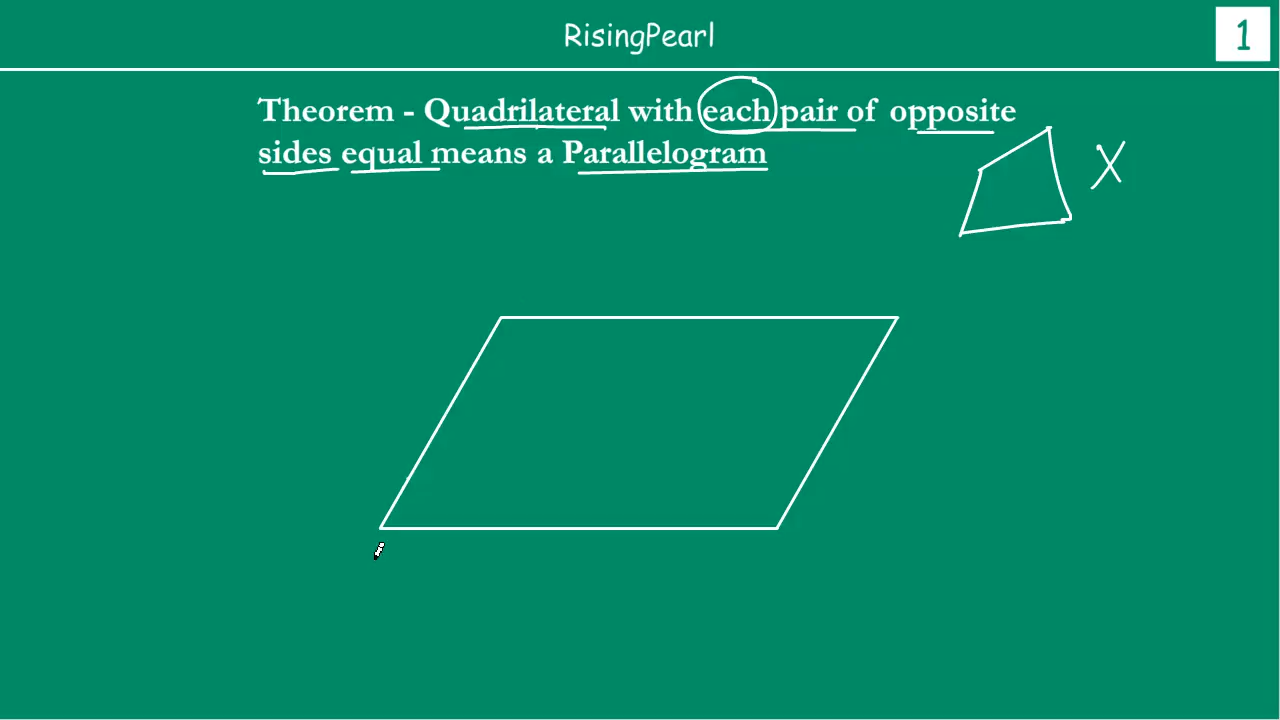 RisingPearl
1
Theorem - Quadrilateral with each pair of opposite
sides equal means a Parallelogram
X